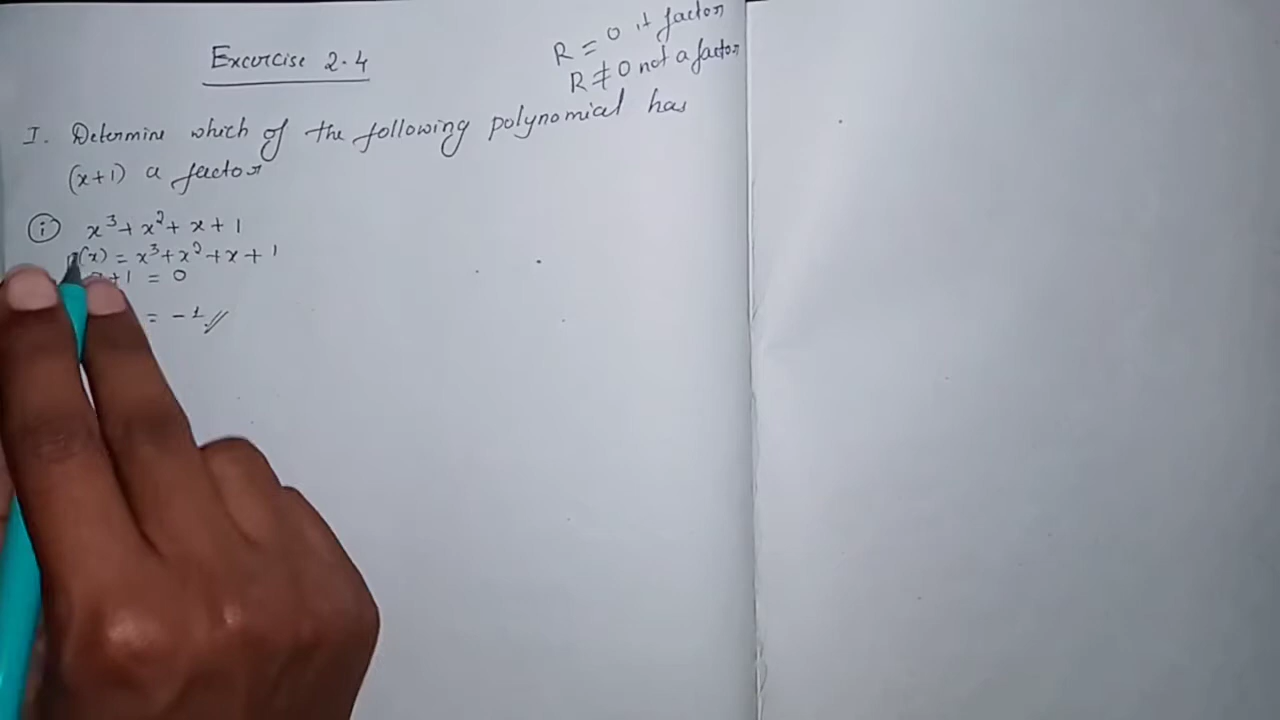 Excercise 2.4
R = 0 it factor
R ≠ 0 not a factor
I. Determine which of the following polynomial has
(x+1) a factor
(i) x³ + x² + x + 1
p(x) = x³ + x² + x + 1
+1 = 0
= -1 //